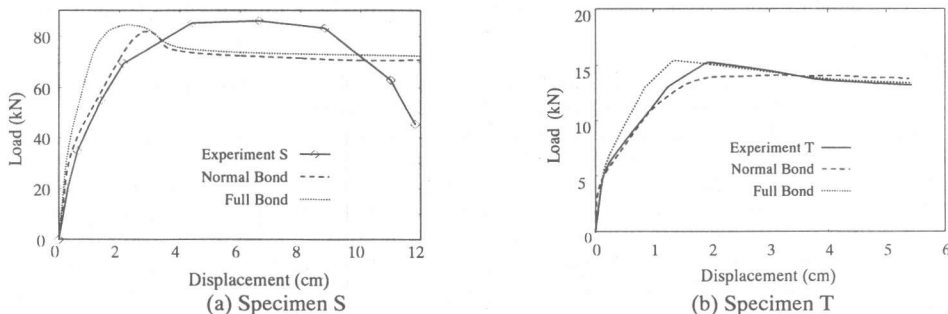 80
60
40
20
0
Load (kN)
Experiment S
Normal Bond
Full Bond
0 2 4 6 8 10 12
Displacement (cm)
(a) Specimen S
20
15
10
5
0
Load (kN)
Experiment T
Normal Bond
Full Bond
0 1 2 3 4 5 6
Displacement (cm)
(b) Specimen T